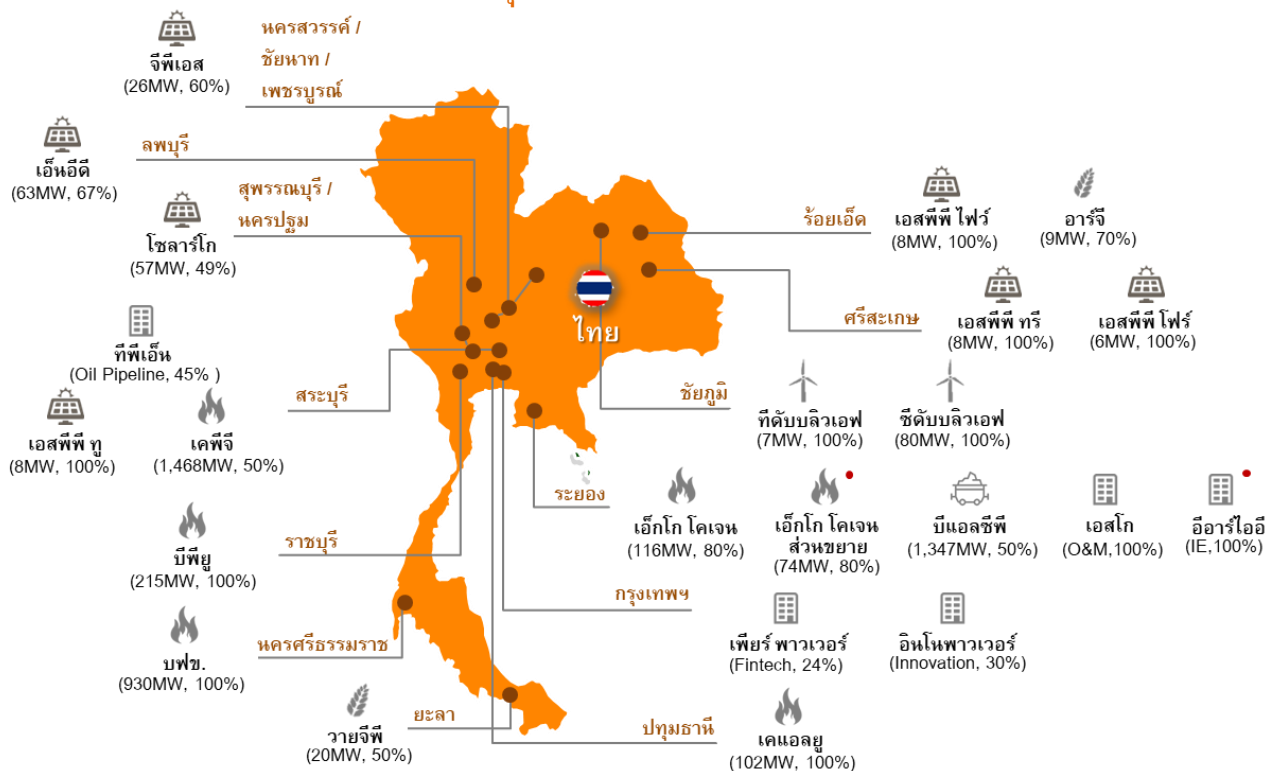 นครสวรรค์ /
ชัยนาท /
เพชรบูรณ์
จีพีเอส
(26MW, 60%)
ลพบุรี
เอ็นอีดี
(63MW, 67%)
สุพรรณบุรี /
นครปฐม
โซลาร์โก
(57MW, 49%)
ร้อยเอ็ด
เอสพีพี ไฟว์
(8MW, 100%)
อาร์จี
(9MW, 70%)
ศรีสะเกษ
เอสพีพี ทรี
(8MW, 100%)
เอสพีพี โฟร์
(6MW, 100%)
ไทย
ทีพีเอ็น
(Oil Pipeline, 45% )
สระบุรี
เอสพีพี ทู
(8MW, 100%)
เคพีจี
(1,468MW, 50%)
ชัยภูมิ
ทีดับบลิวเอฟ
(7MW, 100%)
ซีดับบลิวเอฟ
(80MW, 100%)
ระยอง
เอ็กโก โคเจน
(116MW, 80%)
เอ็กโก โคเจน
ส่วนขยาย
(74MW, 80%)
บีแอลซีพี
(1,347MW, 50%)
เอสโก
(O&M,100%)
อีอาร์ไออี
(IE,100%)
ราชบุรี
บีพียู
(215MW, 100%)
กรุงเทพฯ
เพียร์ พาวเวอร์
(Fintech, 24%)
อินโนพาวเวอร์
(Innovation, 30%)
นครศรีธรรมราช
บฟข.
(930MW, 100%)
ยะลา
วายจีพี
(20MW, 50%)
ปทุมธานี
เคแอลยู
(102MW, 100%)